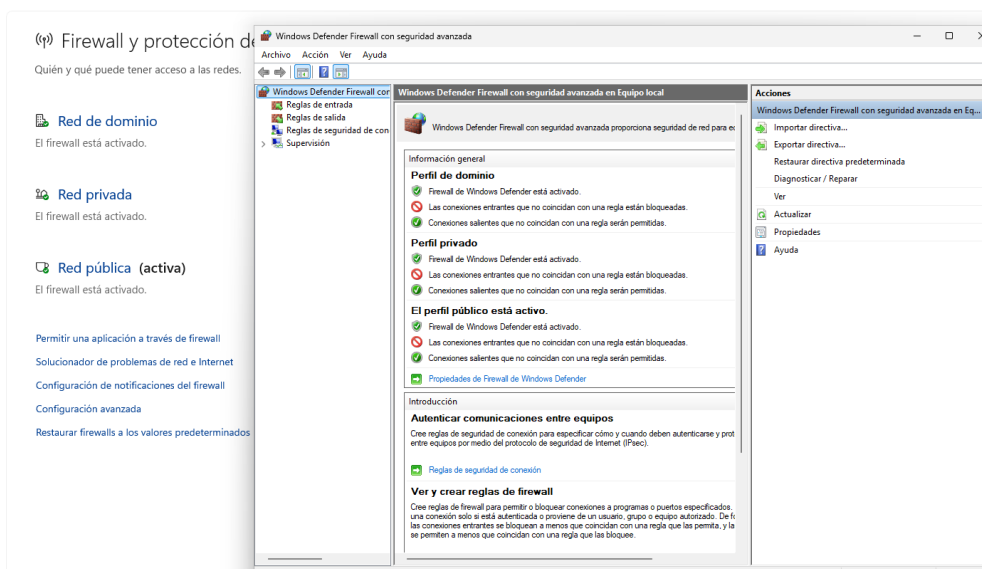 Firewall y protección de
Quién y qué puede tener acceso a las redes.
Red de dominio
El firewall está activado.
Red privada
El firewall está activado.
Red pública (activa)
El firewall está activado.
Permitir una aplicación a través de firewall
Solucionador de problemas de red e Internet
Configuración de notificaciones del firewall
Configuración avanzada
Restaurar firewalls a los valores predeterminados
Windows Defender Firewall con seguridad avanzada
Archivo Acción Ver Ayuda
Windows Defender Firewall con
Reglas de entrada
Reglas de salida
Reglas de seguridad de con
Supervisión
Windows Defender Firewall con seguridad avanzada en Equipo local
Windows Defender Firewall con seguridad avanzada proporciona seguridad de red para eq
Información general
Perfil de dominio
Firewall de Windows Defender está activado.
Las conexiones entrantes que no coincidan con una regla están bloqueadas.
Conexiones salientes que no coincidan con una regla serán permitidas.
Perfil privado
Firewall de Windows Defender está activado.
Las conexiones entrantes que no coincidan con una regla están bloqueadas.
Conexiones salientes que no coincidan con una regla serán permitidas.
El perfil público está activo.
Firewall de Windows Defender está activado.
Las conexiones entrantes que no coincidan con una regla están bloqueadas.
Conexiones salientes que no coincidan con una regla serán permitidas.
Propiedades de Firewall de Windows Defender
Introducción
Autenticar comunicaciones entre equipos
Cree reglas de seguridad de conexión para especificar cómo y cuando deben autenticarse y prot
entre equipos por medio del protocolo de seguridad de Internet (IPsec).
Reglas de seguridad de conexión
Ver y crear reglas de firewall
Cree reglas de firewall para permitir o bloquear conexiones a programas o puertos especificados.
una conexión solo si está autenticada o proviene de un usuario, grupo o equipo autorizado. De fo
las conexiones entrantes se bloquean a menos que coincidan con una regla que las permita, y la
se permiten a menos que coincidan con una regla que las bloquee.
Acciones
Windows Defender Firewall con seguridad avanzada en Eq...
Importar directiva...
Exportar directiva...
Restaurar directiva predeterminada
Diagnosticar / Reparar
Ver
Actualizar
Propiedades
Ayuda